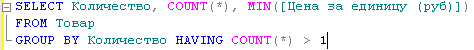 SELECT Количество, COUNT(*), MIN([Цена за единицу (руб)])
FROM Товар
GROUP BY Количество HAVING COUNT(*) > 1